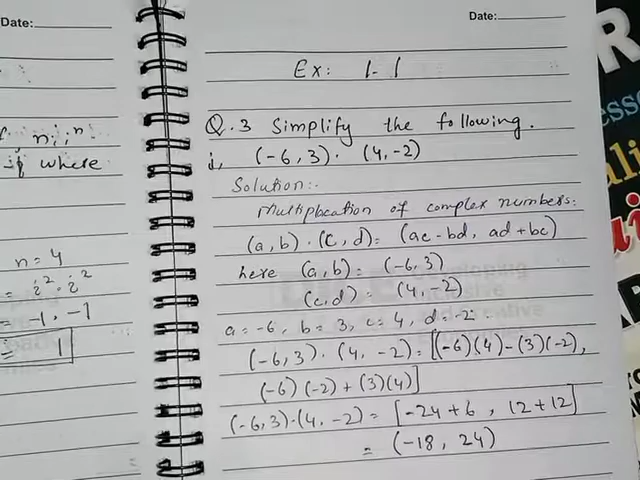 Date:
Date:
Ex: 1.1
Q.3 Simplify the following.
i, (-6,3). (4,-2)
Solution:.
Multiplication of complex numbers:
(a,b).(c,d)= (ac-bd, ad+bc)
here (a,b)= (-6,3)
(c,d)= (4,-2)
a=-6, b=3, c=4, d=-2
(-6,3).(4,-2)=[(-6)(4)-(3)(-2),
(-6)(-2)+(3)(4)]
(-6,3).(4,-2)= [-24+6, 12+12]
= (-18, 24)
where
n=4
= i².i²
= -1.-1
= 1
R